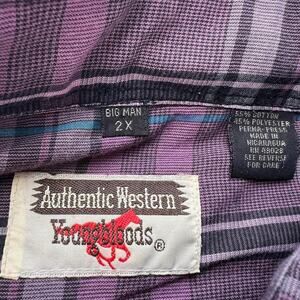 BIG MAN
2X
55% COTTON
45% POLYESTER
PERMA-PRESS
MADE IN
NICARAGUA
RN 49028
SEE REVERSE
FOR CARE
Authentic Western
Youngbloods®